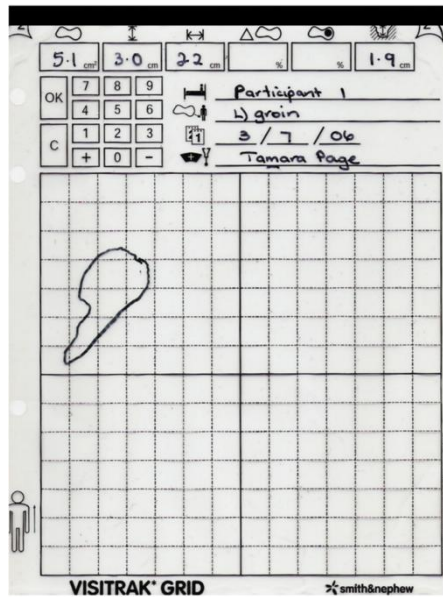 5.1 cm² 3.0 cm 2.2 cm % % 1.9 cm
OK 7 8 9
4 5 6
C 1 2 3
+ 0 -
Participant 1
L) groin
3 / 7 / 06
Tamara Page
VISITRAK* GRID
smith&nephew